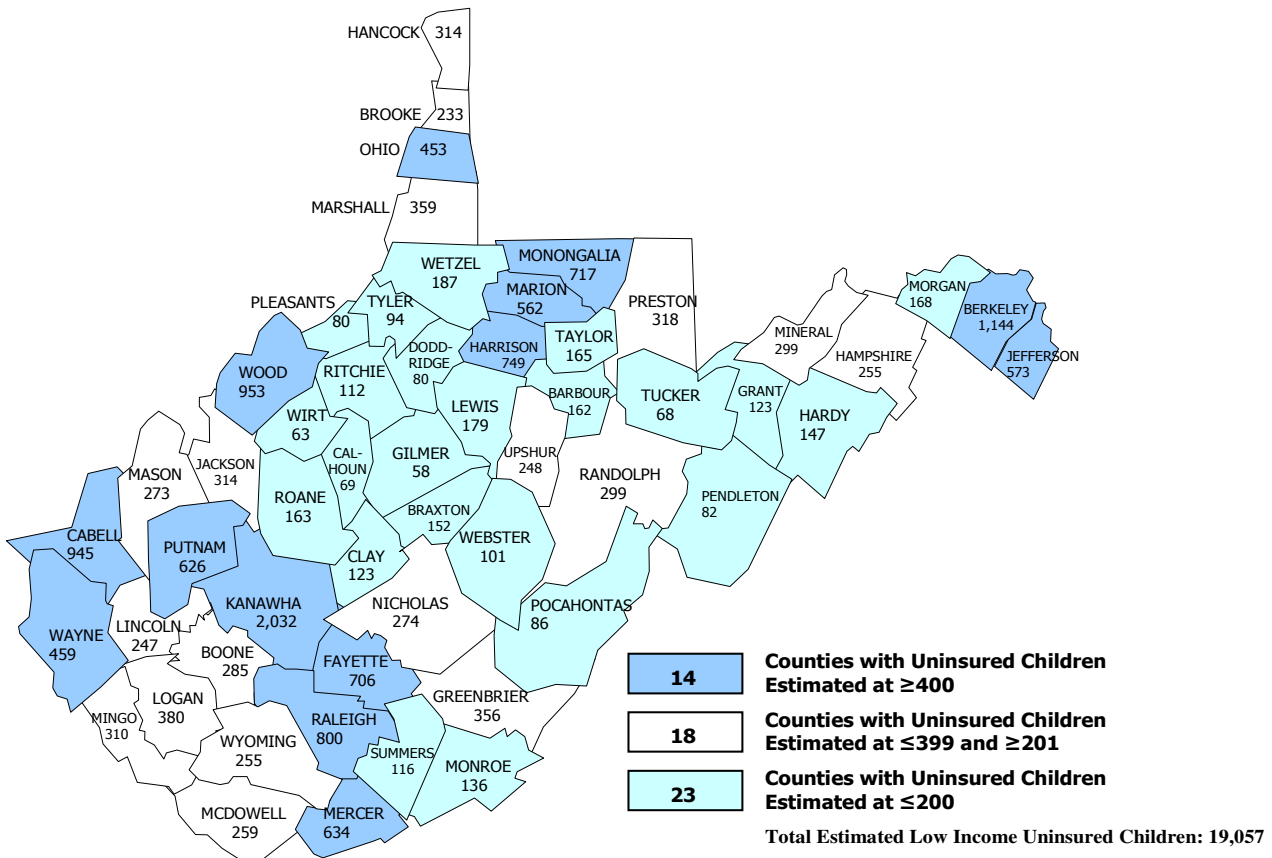 HANCOCK 314
BROOKE 233
OHIO 453
MARSHALL 359
WETZEL
187
MONONGALIA
717
MARION
562
PRESTON
318
PLEASANTS
80
TYLER
94
DODD-
RIDGE
80
HARRISON
749
TAYLOR
165
MINERAL
299
HAMPSHIRE
255
MORGAN
168
BERKELEY
1,144
JEFFERSON
573
WOOD
953
RITCHIE
112
WIRT
63
LEWIS
179
BARBOUR
162
TUCKER
68
GRANT
123
HARDY
147
MASON
273
JACKSON
314
CAL-
HOUN
69
GILMER
58
UPSHUR
248
RANDOLPH
299
PENDLETON
82
ROANE
163
BRAXTON
152
WEBSTER
101
CABELL
945
PUTNAM
626
CLAY
123
KANAWHA
2,032
NICHOLAS
274
POCAHONTAS
86
WAYNE
459
LINCOLN
247
BOONE
285
FAYETTE
706
GREENBRIER
356
LOGAN
380
MINGO
310
WYOMING
255
RALEIGH
800
SUMMERS
116
MONROE
136
MCDOWELL
259
MERCER
634
14 Counties with Uninsured Children
Estimated at ≥400
18 Counties with Uninsured Children
Estimated at ≤399 and ≥201
23 Counties with Uninsured Children
Estimated at ≤200
Total Estimated Low Income Uninsured Children: 19,057